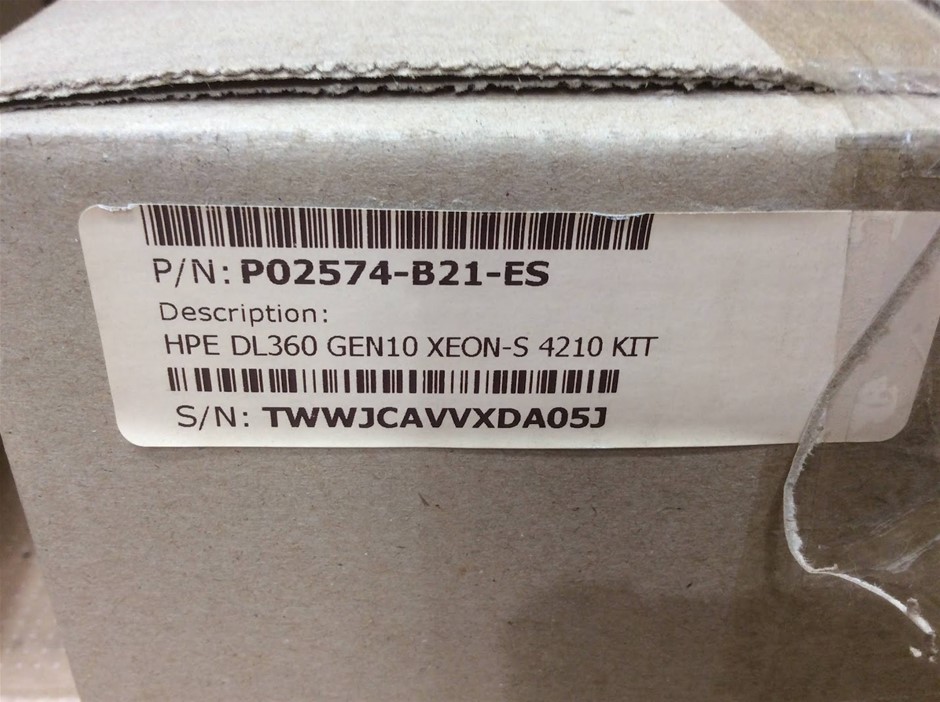 P/N: P02574-B21-ES
Description:
HPE DL360 GEN10 XEON-S 4210 KIT
S/N: TWWJCAVVXDA05J